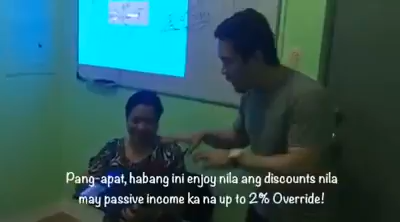 Pang-apat, habang ini enjoy nila ang discounts nila
may passive income ka na up to 2% Override!